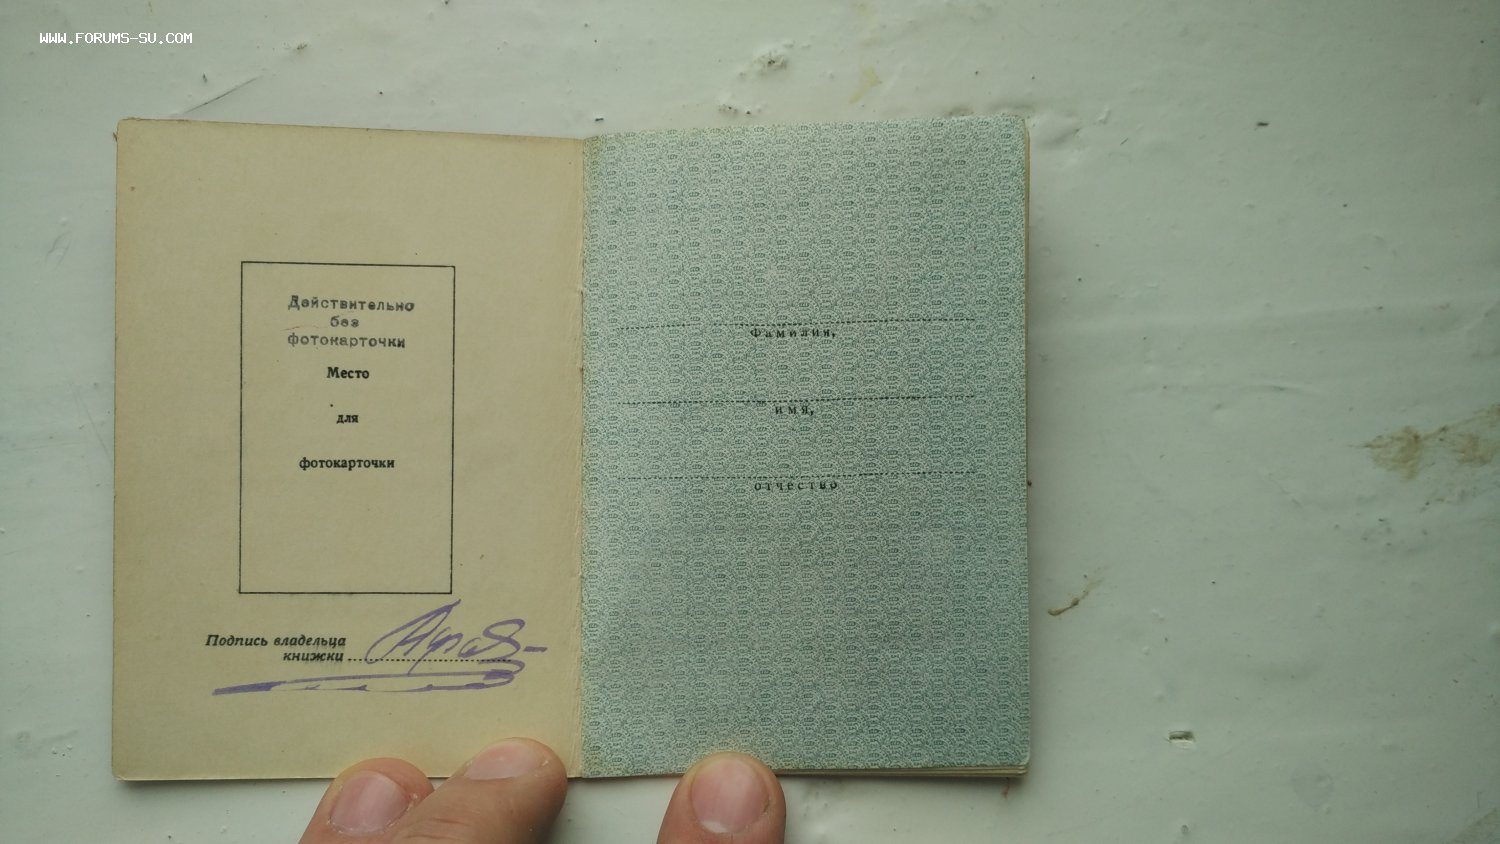 WWW.FORUMS-SU.COM
Действительно
без
фотокарточки
Место
для
фотокарточки
Подпись владельца
книжки
Фамилия,
имя,
отчество